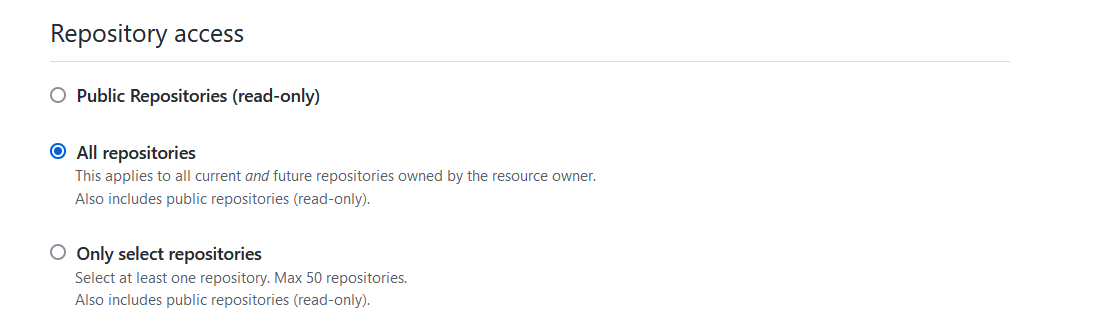 Repository access
Public Repositories (read-only)
All repositories
This applies to all current and future repositories owned by the resource owner.
Also includes public repositories (read-only).
Only select repositories
Select at least one repository. Max 50 repositories.
Also includes public repositories (read-only).